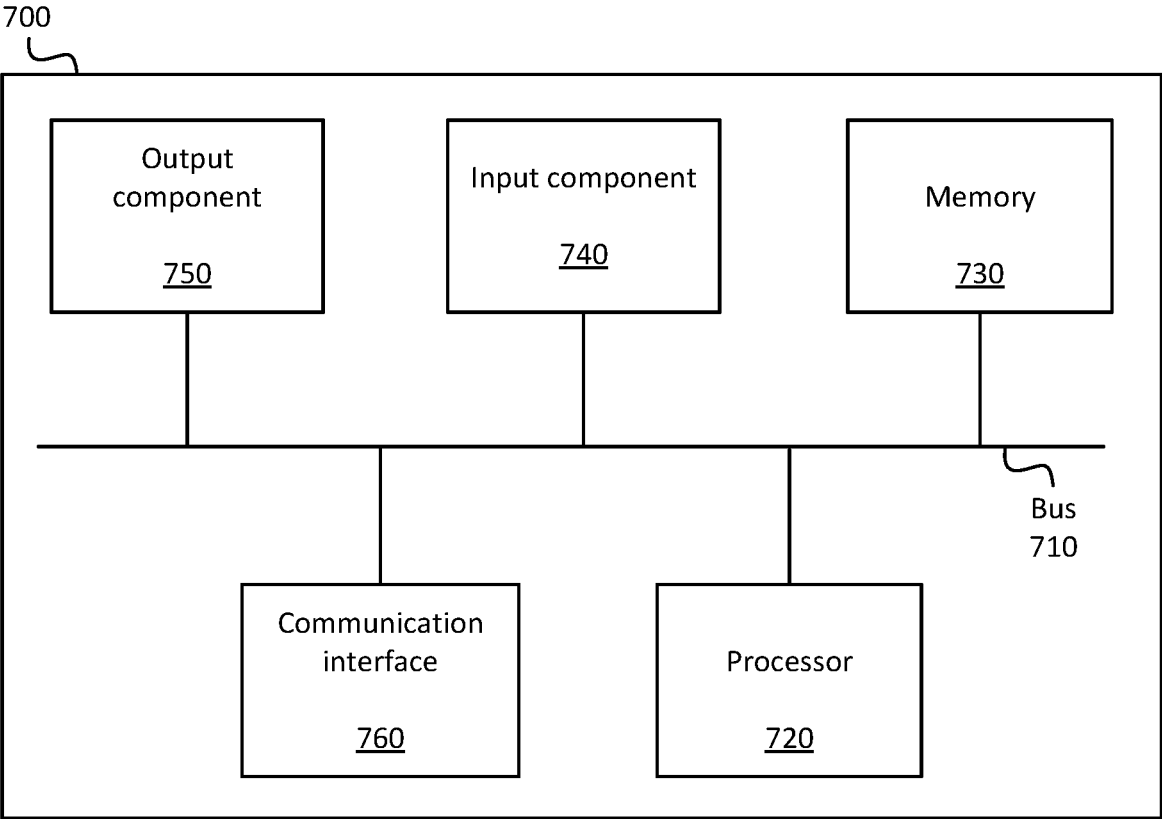 700
Output
component
750
Input component
740
Memory
730
Bus
710
Communication
interface
760
Processor
720